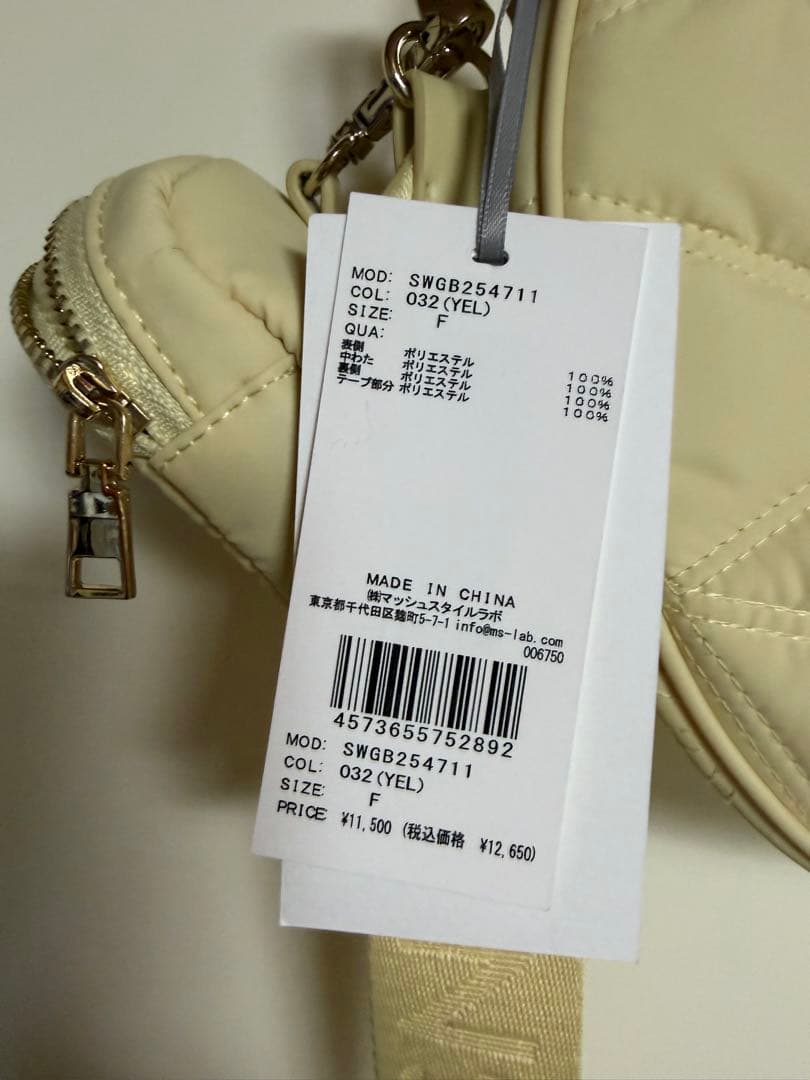 MOD: SWGB254711
COL: 032(YEL)
SIZE: F
QUA:
表側 ポリエステル 100%
中わた ポリエステル 100%
裏側 ポリエステル 100%
テープ部分 ポリエステル 100%
MADE IN CHINA
㈱マッシュスタイルラボ
東京都千代田区麹町5-7-1 info@ms-lab.com
006750
4573655752892
MOD: SWGB254711
COL: 032(YEL)
SIZE: F
PRICE: ¥11,500 (税込価格 ¥12,650)